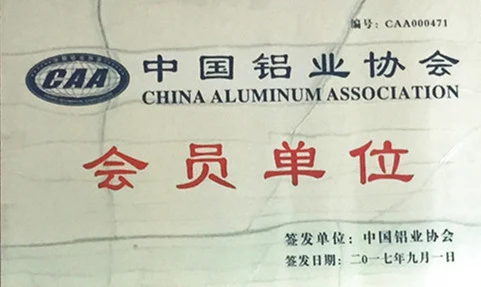 编号：CAA000471
CAA
中国铝业协会
CHINA ALUMINUM ASSOCIATION
会员单位
签发单位：中国铝业协会
签发日期：二〇一七年九月一日